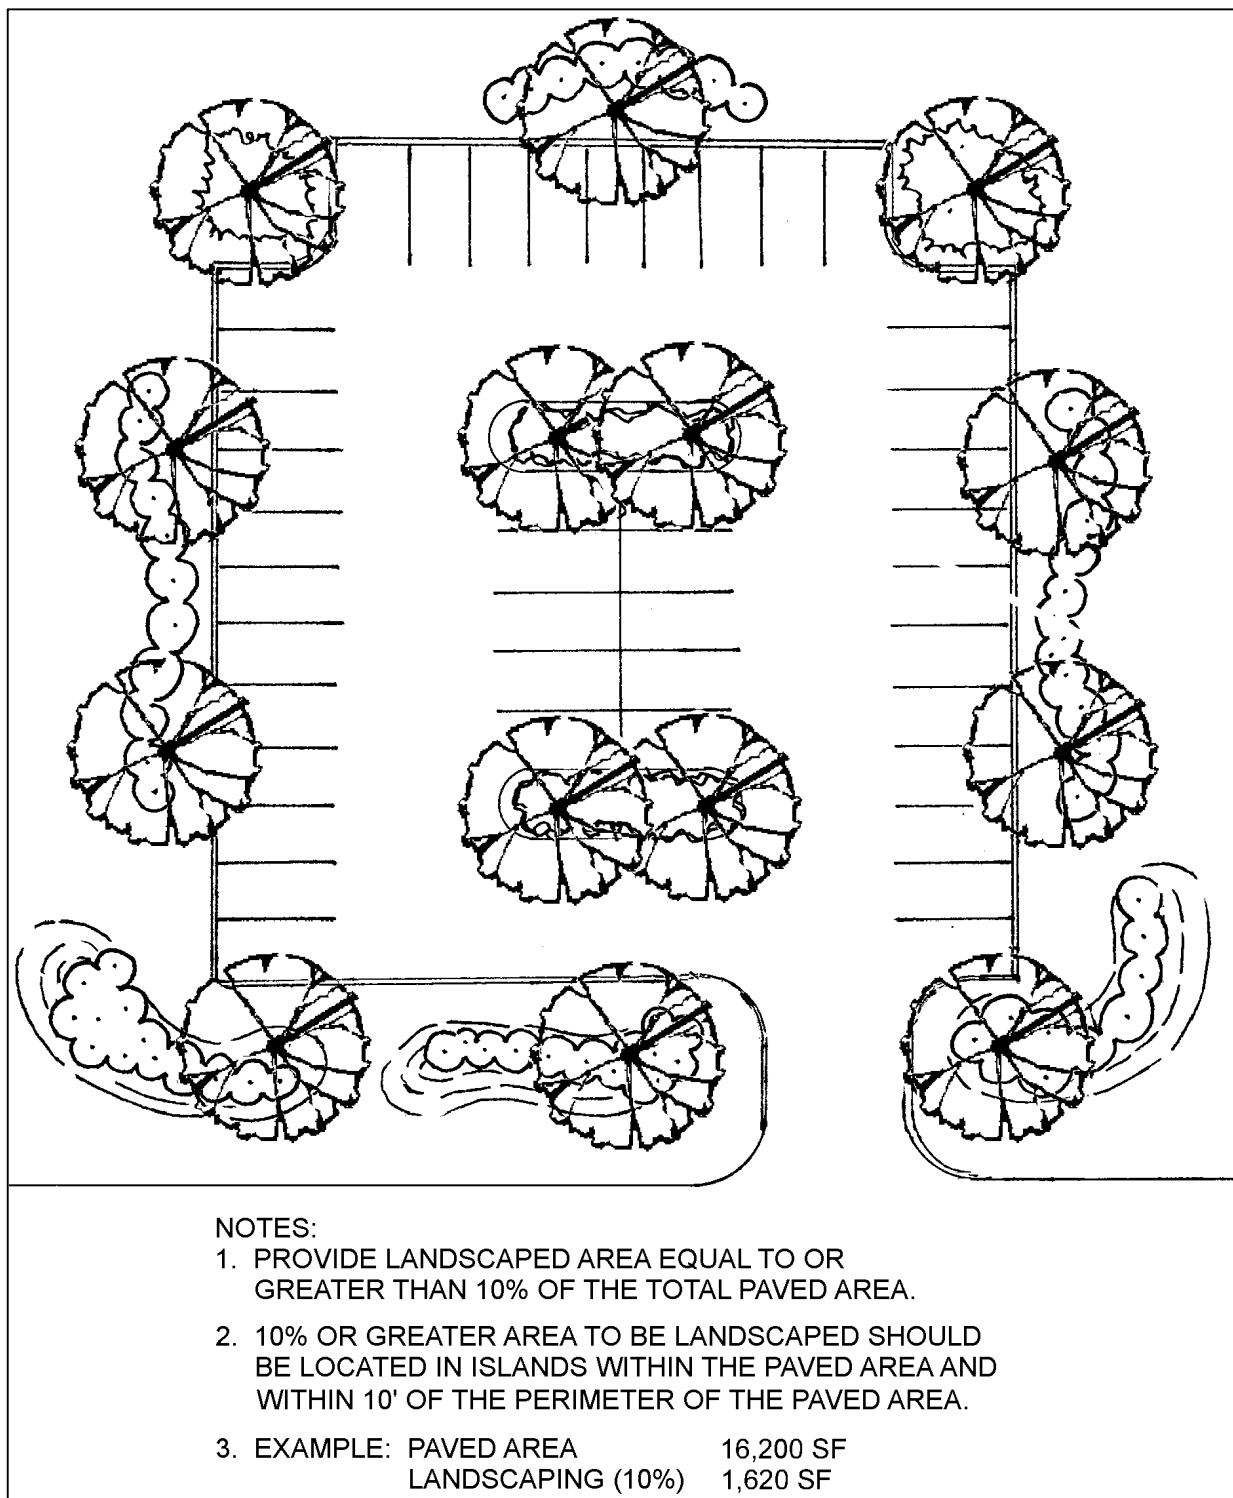 NOTES:
1. PROVIDE LANDSCAPED AREA EQUAL TO OR
GREATER THAN 10% OF THE TOTAL PAVED AREA.
2. 10% OR GREATER AREA TO BE LANDSCAPED SHOULD
BE LOCATED IN ISLANDS WITHIN THE PAVED AREA AND
WITHIN 10' OF THE PERIMETER OF THE PAVED AREA.
3. EXAMPLE: PAVED AREA 16,200 SF
LANDSCAPING (10%) 1,620 SF